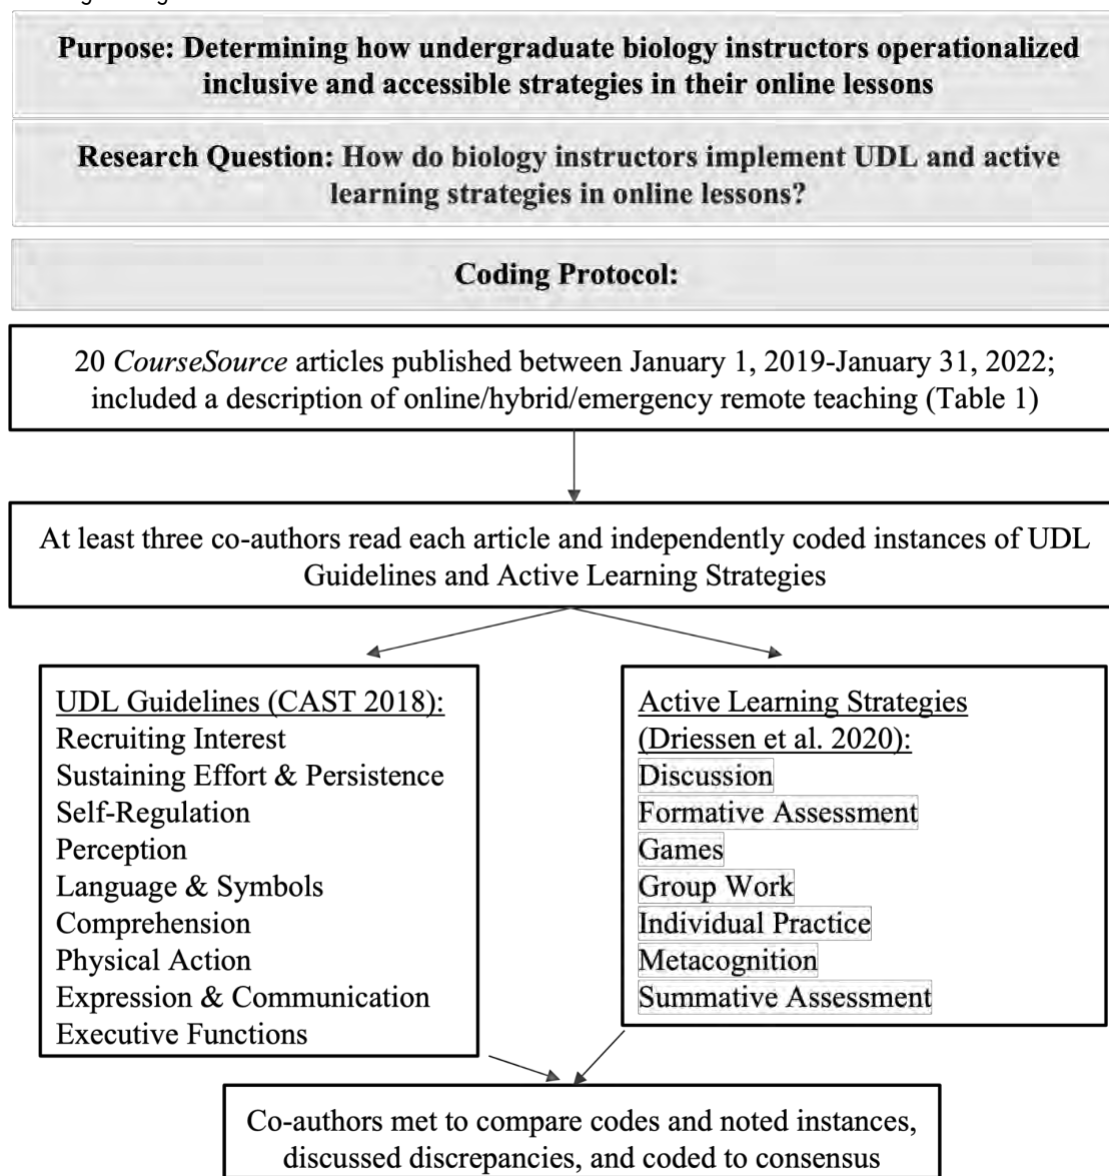 Purpose: Determining how undergraduate biology instructors operationalized
inclusive and accessible strategies in their online lessons
Research Question: How do biology instructors implement UDL and active
learning strategies in online lessons?
Coding Protocol:
20 CourseSource articles published between January 1, 2019-January 31, 2022;
included a description of online/hybrid/emergency remote teaching (Table 1)
At least three co-authors read each article and independently coded instances of UDL
Guidelines and Active Learning Strategies
UDL Guidelines (CAST 2018):
Recruiting Interest
Sustaining Effort & Persistence
Self-Regulation
Perception
Language & Symbols
Comprehension
Physical Action
Expression & Communication
Executive Functions
Active Learning Strategies
(Driessen et al. 2020):
Discussion
Formative Assessment
Games
Group Work
Individual Practice
Metacognition
Summative Assessment
Co-authors met to compare codes and noted instances,
discussed discrepancies, and coded to consensus